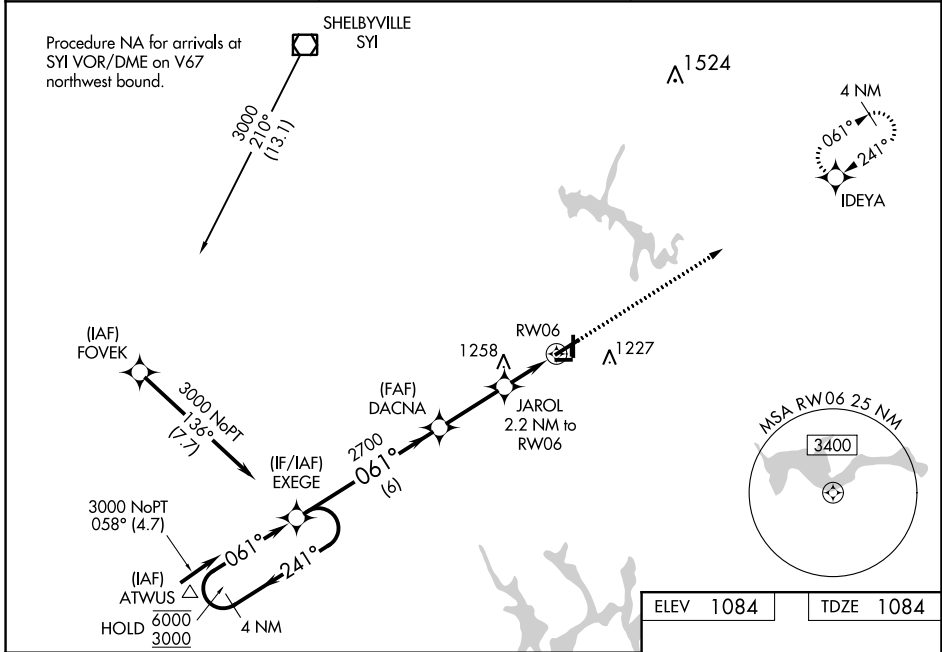 Procedure NA for arrivals at
SYI VOR/DME on V67
northwest bound.
SHELBYVILLE
SYI
3000
210°
(13.1)
1524
4 NM
061°
241°
IDEYA
(IAF)
FOVEK
3000 NoPT
136°
(7.7)
RW06
1258
1227
(FAF)
DACNA
JAROL
2.2 NM to
RW06
2700
061°
(6)
(IF/IAF)
EXEGE
3000 NoPT
058° (4.7)
061°
241°
(IAF)
ATWUS
HOLD
6000
3000
4 NM
MSA RW06 25 NM
3400
ELEV 1084
TDZE 1084